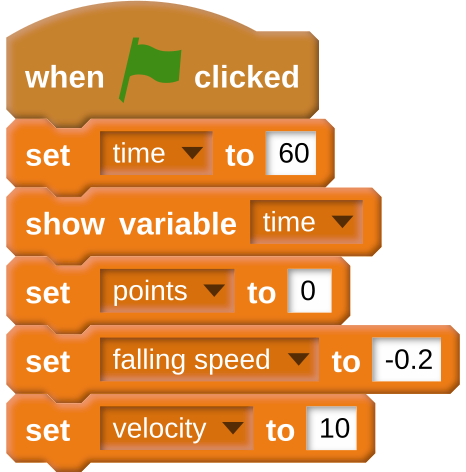 when clicked
set time to 60
show variable time
set points to 0
set falling speed to -0.2
set velocity to 10